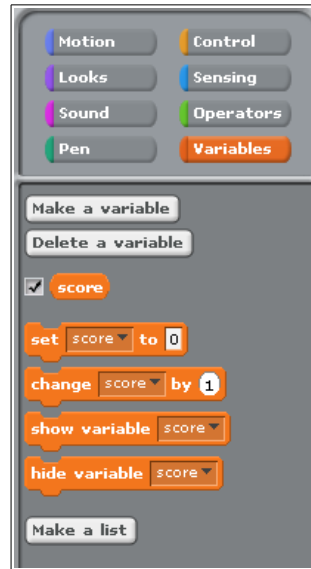 Motion Control
Looks Sensing
Sound Operators
Pen Variables
Make a variable
Delete a variable
score
set score to 0
change score by 1
show variable score
hide variable score
Make a list